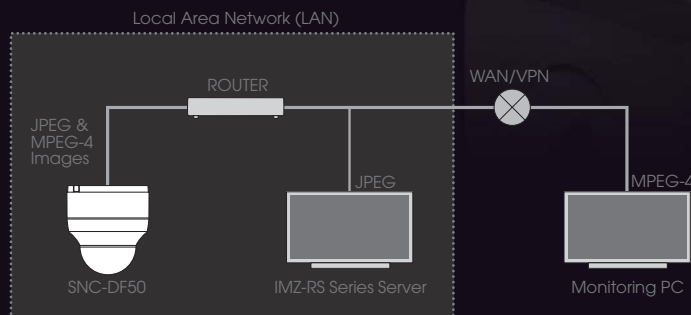 Local Area Network (LAN)
ROUTER
WAN/VPN
JPEG &
MPEG-4
Images
JPEG
MPEG-4
SNC-DF50
IMZ-RS Series Server
Monitoring PC